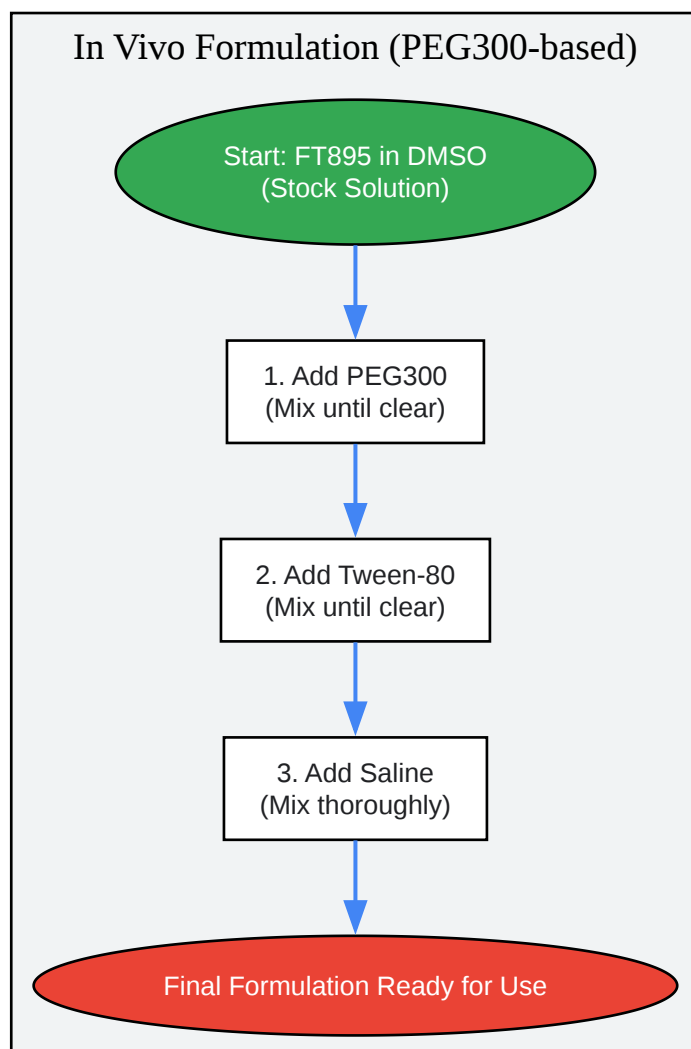 In Vivo Formulation (PEG300-based)
Start: FT895 in DMSO
(Stock Solution)
1. Add PEG300
(Mix until clear)
2. Add Tween-80
(Mix until clear)
3. Add Saline
(Mix thoroughly)
Final Formulation Ready for Use